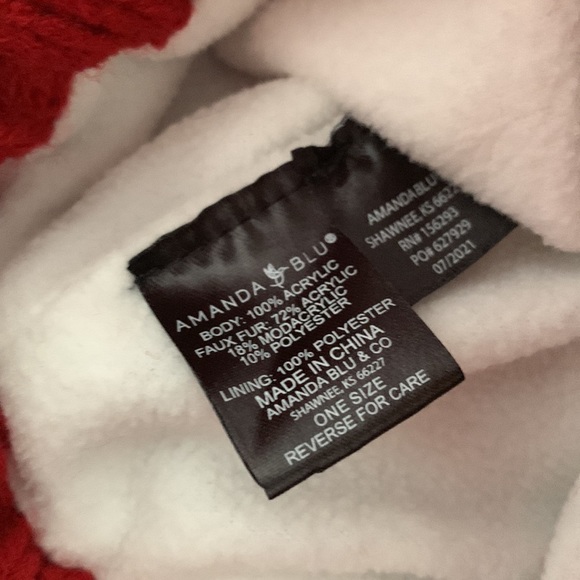 AMANDA BLU®
BODY: 100% ACRYLIC
FAUX FUR: 72% ACRYLIC
18% MODACRYLIC
10% POLYESTER
LINING: 100% POLYESTER
MADE IN CHINA
AMANDA BLU & CO
SHAWNEE, KS 66227
ONE SIZE
REVERSE FOR CARE
AMANDA BLU
SHAWNEE, KS
RN# 156293
PO# 627929
07/2021